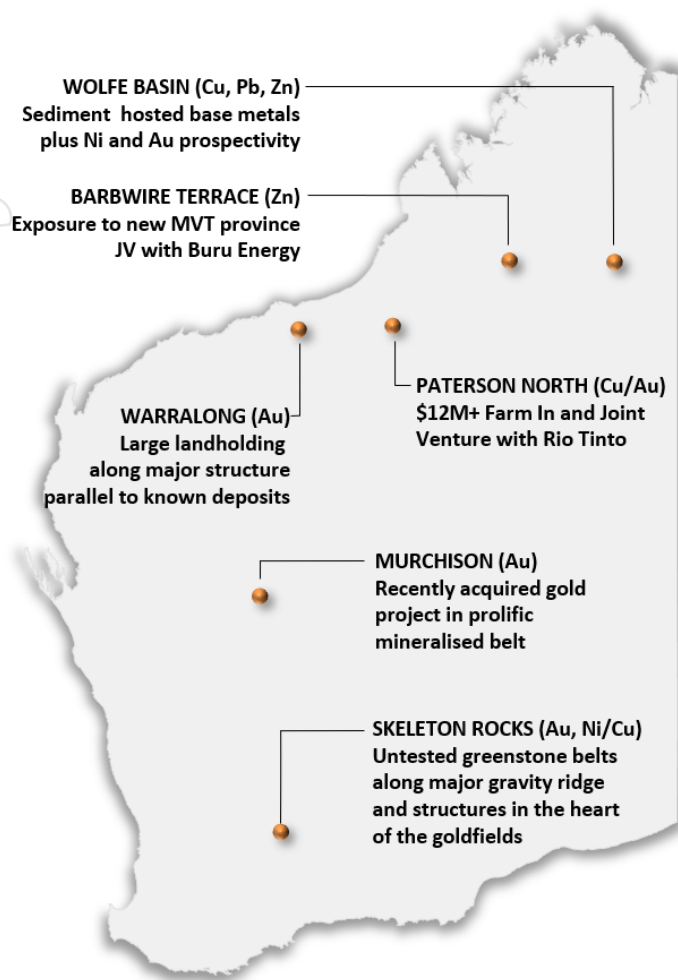 WOLFE BASIN (Cu, Pb, Zn)
Sediment hosted base metals
plus Ni and Au prospectivity
BARBWIRE TERRACE (Zn)
Exposure to new MVT province
JV with Buru Energy
PATERSON NORTH (Cu/Au)
$12M+ Farm In and Joint
Venture with Rio Tinto
WARRALONG (Au)
Large landholding
along major structure
parallel to known deposits
MURCHISON (Au)
Recently acquired gold
project in prolific
mineralised belt
SKELETON ROCKS (Au, Ni/Cu)
Untested greenstone belts
along major gravity ridge
and structures in the heart
of the goldfields